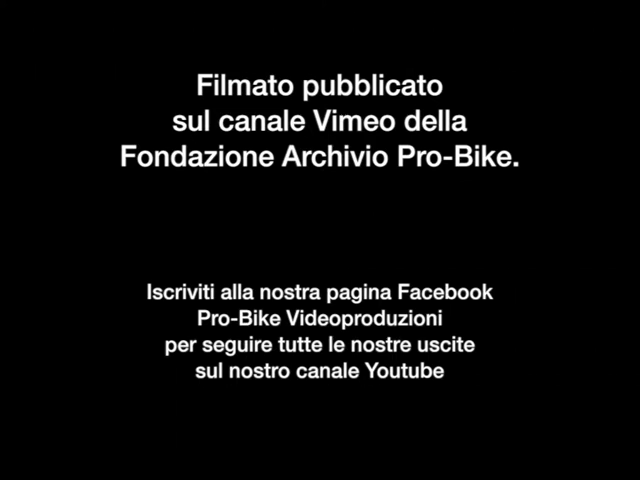 Filmato pubblicato
sul canale Vimeo della
Fondazione Archivio Pro-Bike.
Iscriviti alla nostra pagina Facebook
Pro-Bike Videoproduzioni
per seguire tutte le nostre uscite
sul nostro canale Youtube